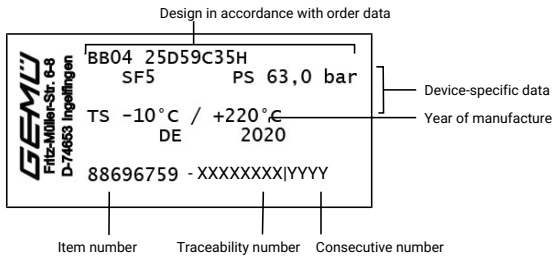 Design in accordance with order data
GEMÜ
Fritz-Müller-Str. 6-8
D-74653 Ingelfingen
BB04 25D59C35H
SF5 PS 63,0 bar
Device-specific data
TS -10°C / +220°C
Year of manufacture
DE 2020
88696759 -XXXXXXXX|YYYY
Item number Traceability number Consecutive number